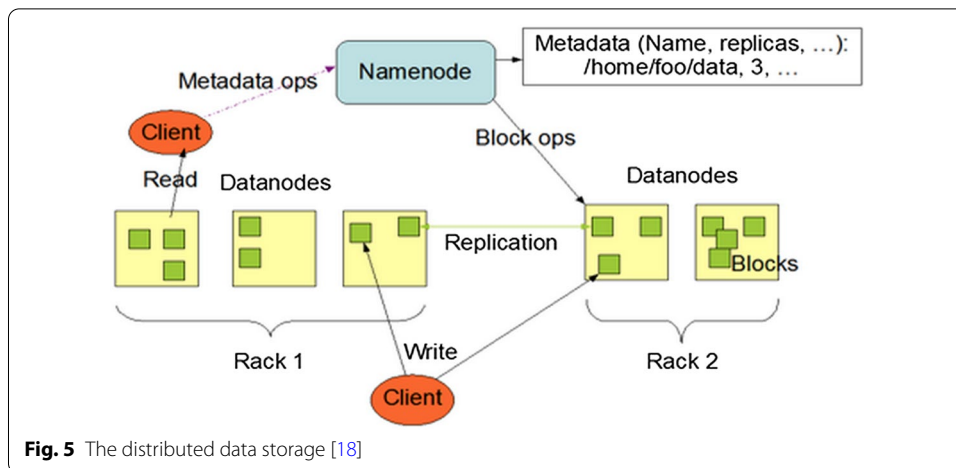 Metadata (Name, replicas, …):
/home/foo/data, 3, …
Namenode
Metadata ops
Client
Block ops
Read
Datanodes
Datanodes
Replication
Blocks
Rack 1
Write
Rack 2
Client
Fig. 5 The distributed data storage [18]